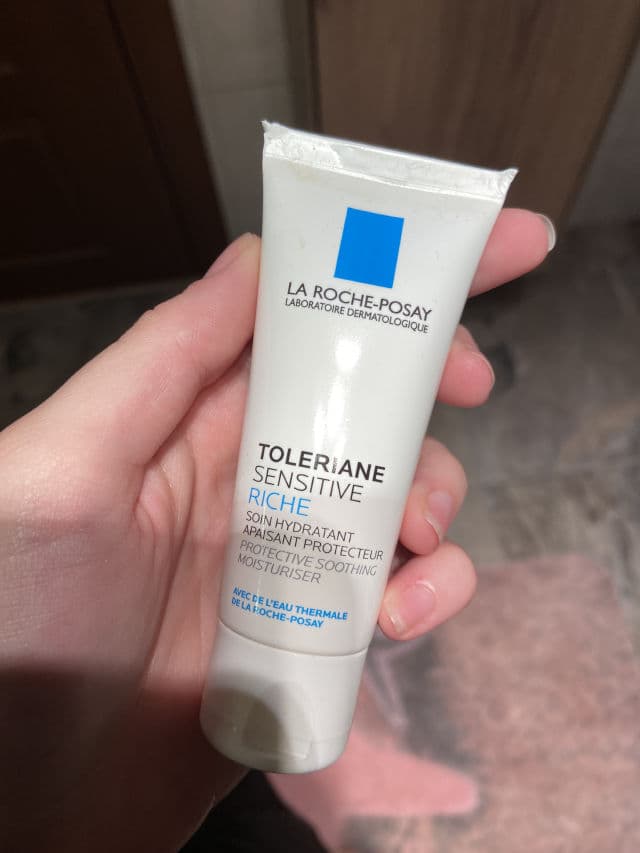 LA ROCHE-POSAY
LABORATOIRE DERMATOLOGIQUE
TOLERIANE
SENSITIVE
RICHE
SOIN HYDRATANT
APAISANT PROTECTEUR
PROTECTIVE SOOTHING
MOISTURISER
AVEC DE L'EAU THERMALE
DE LA ROCHE-POSAY